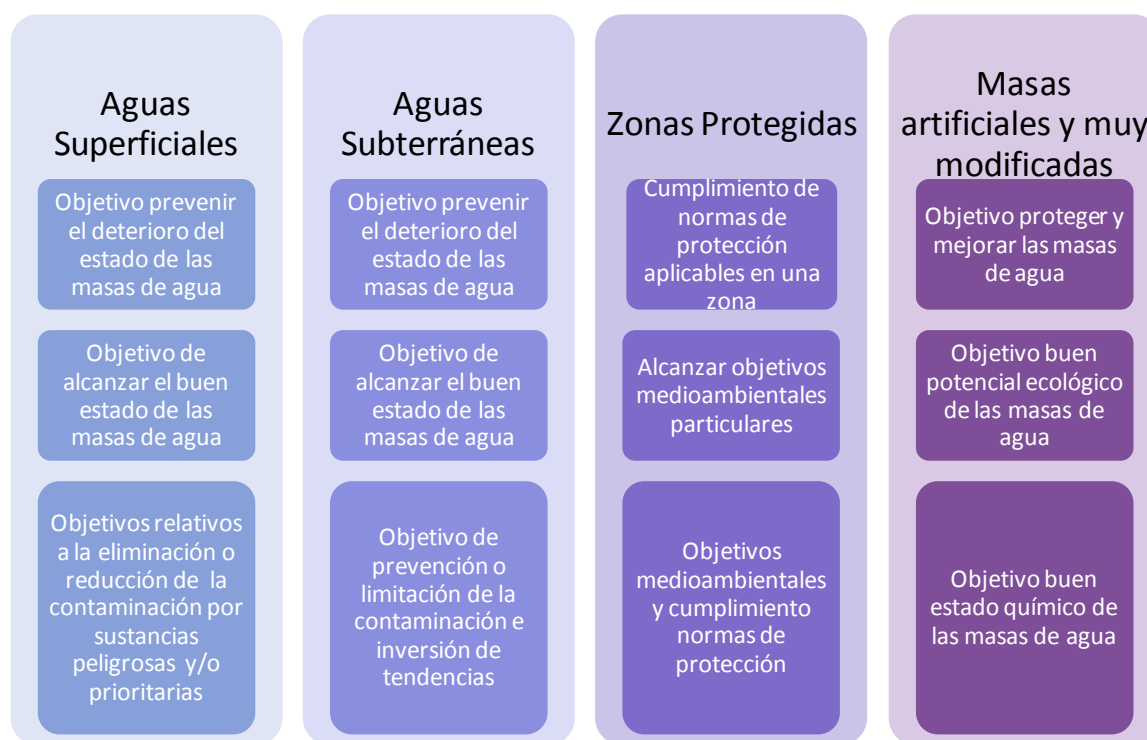 Aguas
Superficiales
Objetivo prevenir
el deterioro del
estado de las
masas de agua
Objetivo de
alcanzar el buen
estado de las
masas de agua
Objetivos relativos
a la eliminación o
reducción de la
contaminación por
sustancias
peligrosas y/o
prioritarias
Aguas
Subterráneas
Objetivo prevenir
el deterioro del
estado de las
masas de agua
Objetivo de
alcanzar el buen
estado de las
masas de agua
Objetivo de
prevención o
limitación de la
contaminación e
inversión de
tendencias
Zonas Protegidas
Cumplimiento de
normas de
protección
aplicables en una
zona
Alcanzar objetivos
medioambientales
particulares
Objetivos
medioambientales
y cumplimiento
normas de
protección
Masas
artificiales y muy
modificadas
Objetivo proteger y
mejorar las masas
de agua
Objetivo buen
potencial ecológico
de las masas de
agua
Objetivo buen
estado químico de
las masas de agua